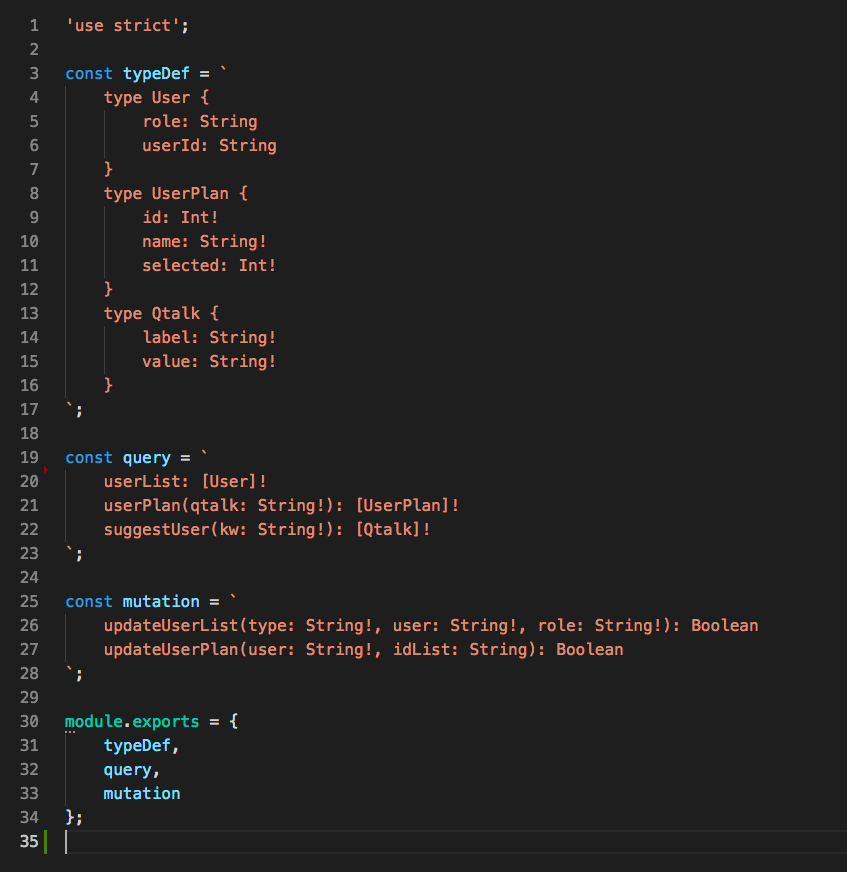 1 'use strict';
2
3 const typeDef = `
4 type User {
5 role: String
6 userId: String
7 }
8 type UserPlan {
9 id: Int!
10 name: String!
11 selected: Int!
12 }
13 type Qtalk {
14 label: String!
15 value: String!
16 }
17 `;
18
19 const query = `
20 userList: [User]!
21 userPlan(qtalk: String!): [UserPlan]!
22 suggestUser(kw: String!): [Qtalk]!
23 `;
24
25 const mutation = `
26 updateUserList(type: String!, user: String!, role: String!): Boolean
27 updateUserPlan(user: String!, idList: String): Boolean
28 `;
29
30 module.exports = {
31 typeDef,
32 query,
33 mutation
34 };
35